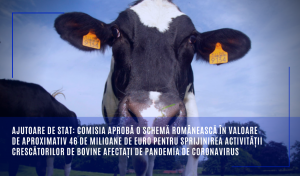 AJUTOARE DE STAT: COMISIA APROBĂ O SCHEMĂ ROMÂNEASCĂ ÎN VALOARE
DE APROXIMATIV 46 DE MILIOANE DE EURO PENTRU SPRIJINIREA ACTIVITĂȚII
CRESCĂTORILOR DE BOVINE AFECTAȚI DE PANDEMIA DE CORONAVIRUS